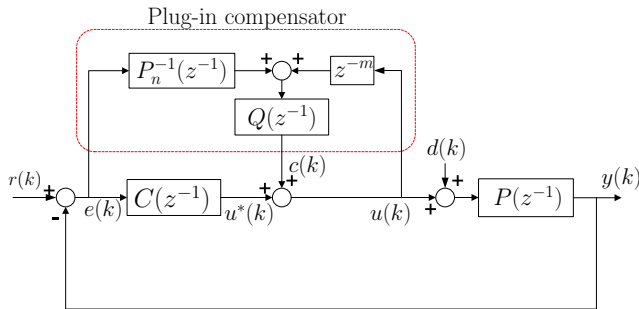 Plug-in compensator
+ +
P_n^{-1}(z^{-1})
z^{-m}
Q(z^{-1})
c(k)
d(k)
r(k)
+
e(k)
C(z^{-1})
u^*(k)
+ +
u(k)
+ +
P(z^{-1})
y(k)
-